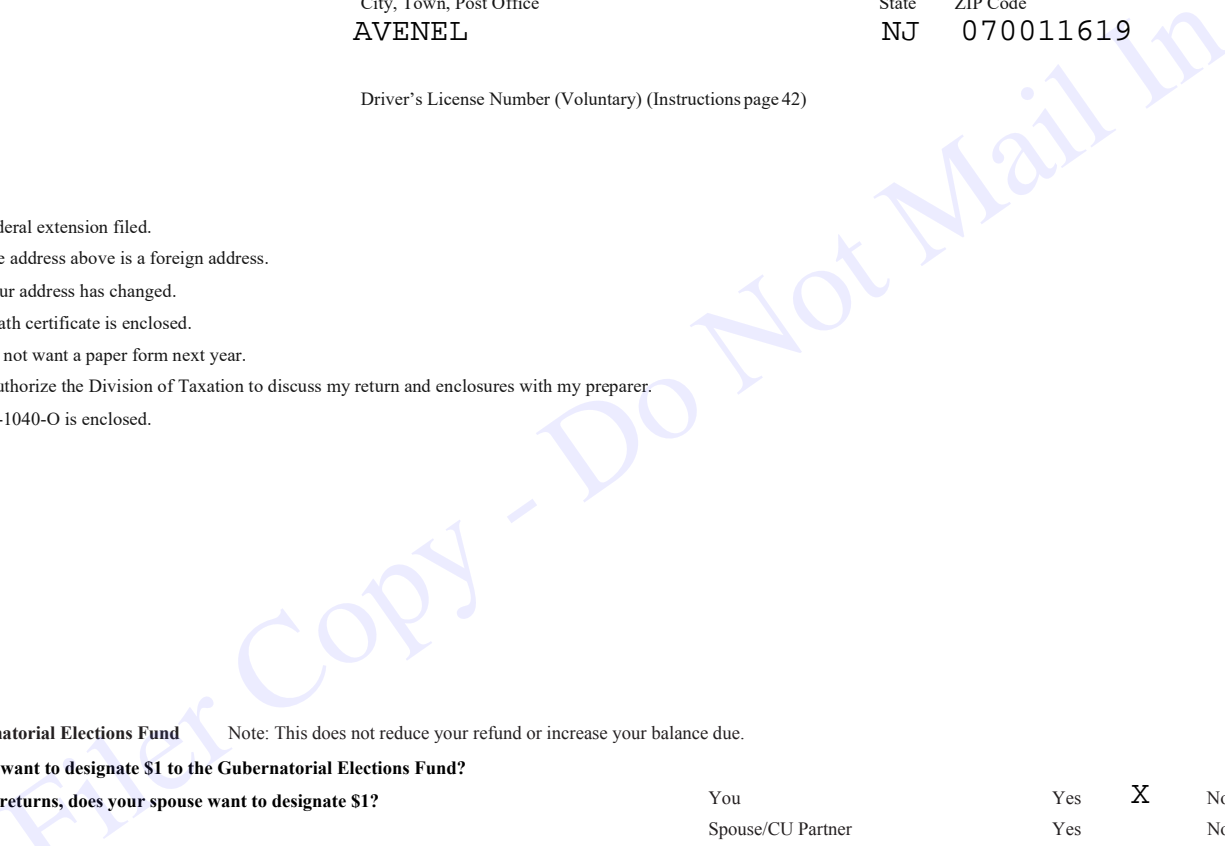 City, Town, Post Office State ZIP Code
AVENEL NJ 070011619
Driver's License Number (Voluntary) (Instructions page 42)
deral extension filed.
e address above is a foreign address.
ur address has changed.
ath certificate is enclosed.
not want a paper form next year.
uthorize the Division of Taxation to discuss my return and enclosures with my preparer.
-1040-O is enclosed.
Filer Copy - Do Not Mail In
natorial Elections Fund Note: This does not reduce your refund or increase your balance due.
want to designate $1 to the Gubernatorial Elections Fund?
returns, does your spouse want to designate $1?
You Yes X No
Spouse/CU Partner Yes No